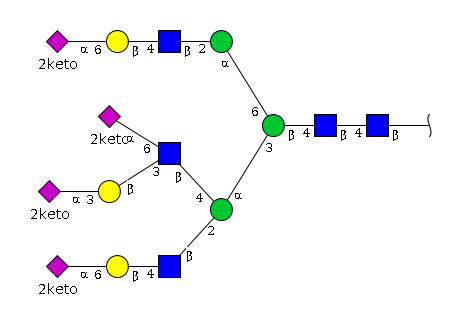 α 6 β 4 β 2
2keto α
2keto α 6 6
β 4 β 4 β
3 β 3
α 3 β 4 α
2keto 2
β
α 6 β 4
2keto